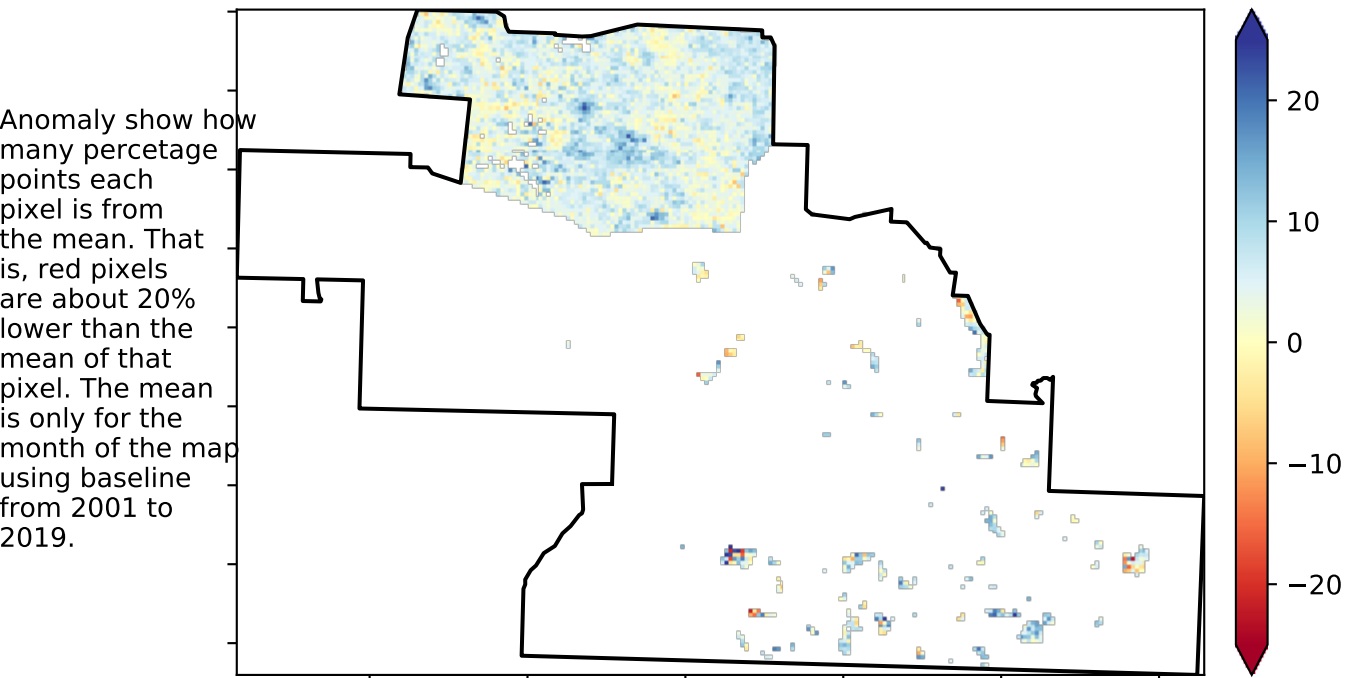 Anomaly show how
many percetage
points each
pixel is from
the mean. That
is, red pixels
are about 20%
lower than the
mean of that
pixel. The mean
is only for the
month of the map
using baseline
from 2001 to
2019.
20
10
0
−10
−20